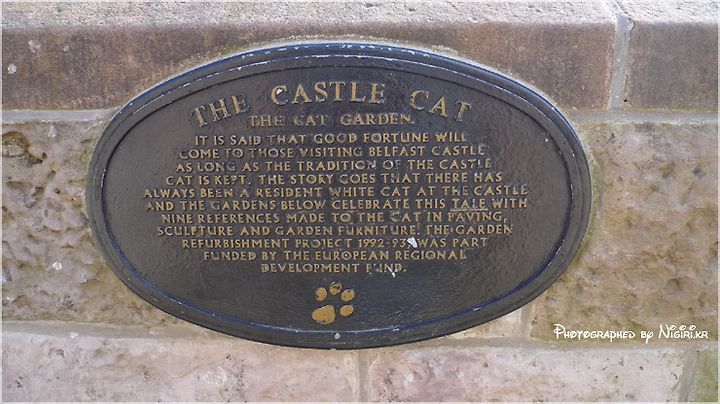 THE CASTLE CAT
THE CAT GARDEN.
IT IS SAID THAT GOOD FORTUNE WILL
COME TO THOSE VISITING BELFAST CASTLE
AS LONG AS THE TRADITION OF THE CASTLE
CAT IS KEPT. THE STORY GOES THAT THERE HAS
ALWAYS BEEN A RESIDENT WHITE CAT AT THE CASTLE
AND THE GARDENS BELOW CELEBRATE THIS TALE WITH
NINE REFERENCES MADE TO THE CAT IN PAVING,
SCULPTURE AND GARDEN FURNITURE. THE GARDEN
REFURBISHMENT PROJECT 1992-93, WAS PART
FUNDED BY THE EUROPEAN REGIONAL
DEVELOPMENT FUND.
PHOTOGRAPHED BY NIGIRI.KR